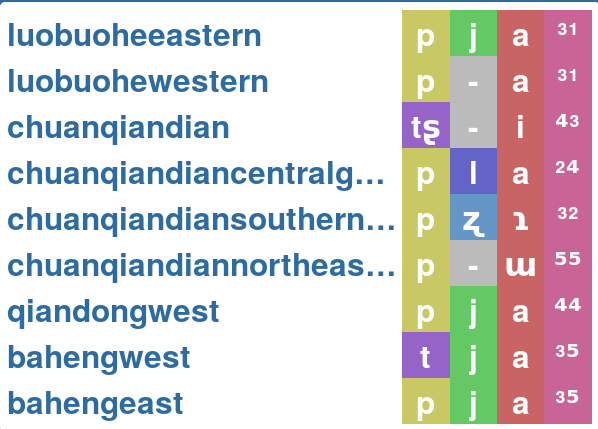 luobuoheeastern p j a ³¹
luobuohewestern p - a ³¹
chuanqiandian tʂ - i ⁴³
chuanqiandiancentralg... p l a ²⁴
chuanqiandiansouthern... p ʐ ɿ ³²
chuanqiandiannortheas... p - ɯ ⁵⁵
qiandongwest p j a ⁴⁴
bahengwest t j a ³⁵
bahengeast p j a ³⁵